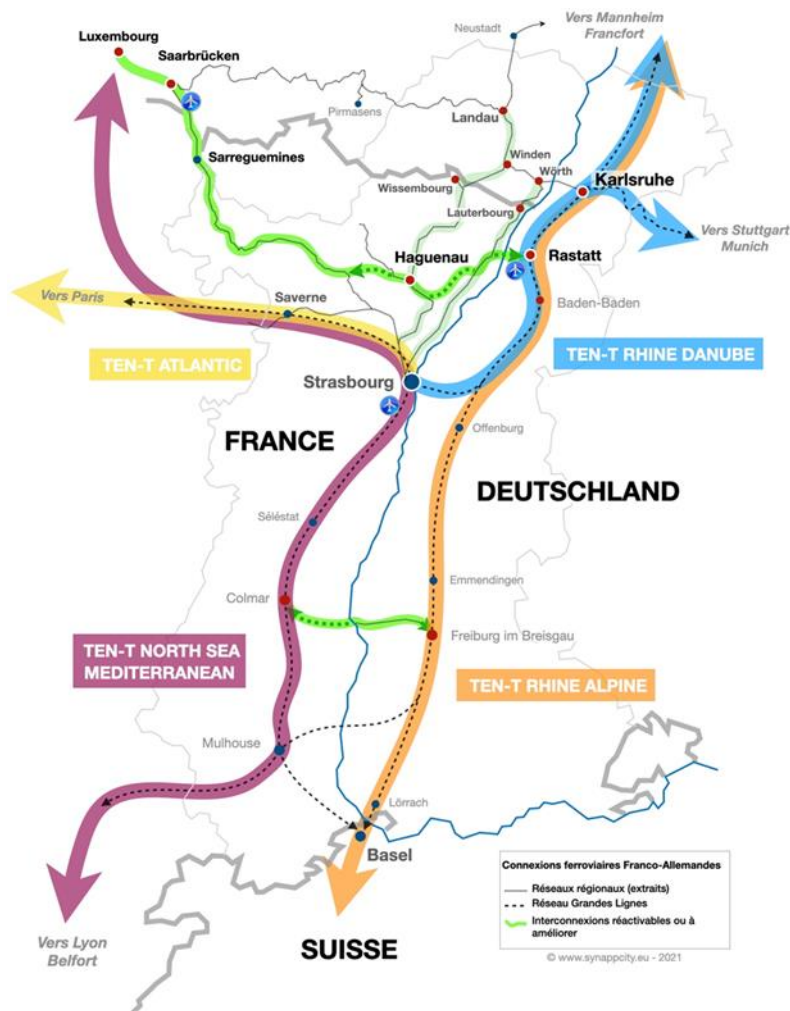 Vers Mannheim
Francfort
Neustadt
Luxembourg
Saarbrücken
Pirmasens
Landau
Sarreguemines
Winden
Wörth
Wissembourg
Karlsruhe
Lauterbourg
Vers Stuttgart
Munich
Haguenau
Rastatt
Vers Paris
Saverne
Baden-Baden
TEN-T ATLANTIC
TEN-T RHINE DANUBE
Strasbourg
Offenburg
FRANCE
DEUTSCHLAND
Séléstat
Emmendingen
Colmar
Freiburg im Breisgau
TEN-T NORTH SEA
MEDITERRANEAN
TEN-T RHINE ALPINE
Mulhouse
Lörrach
Basel
Connexions ferroviaires Franco-Allemandes
Réseaux régionaux (extraits)
Réseau Grandes Lignes
Interconnexions réactivables ou à
améliorer
Vers Lyon
Belfort
SUISSE
© www.synappcity.eu - 2021